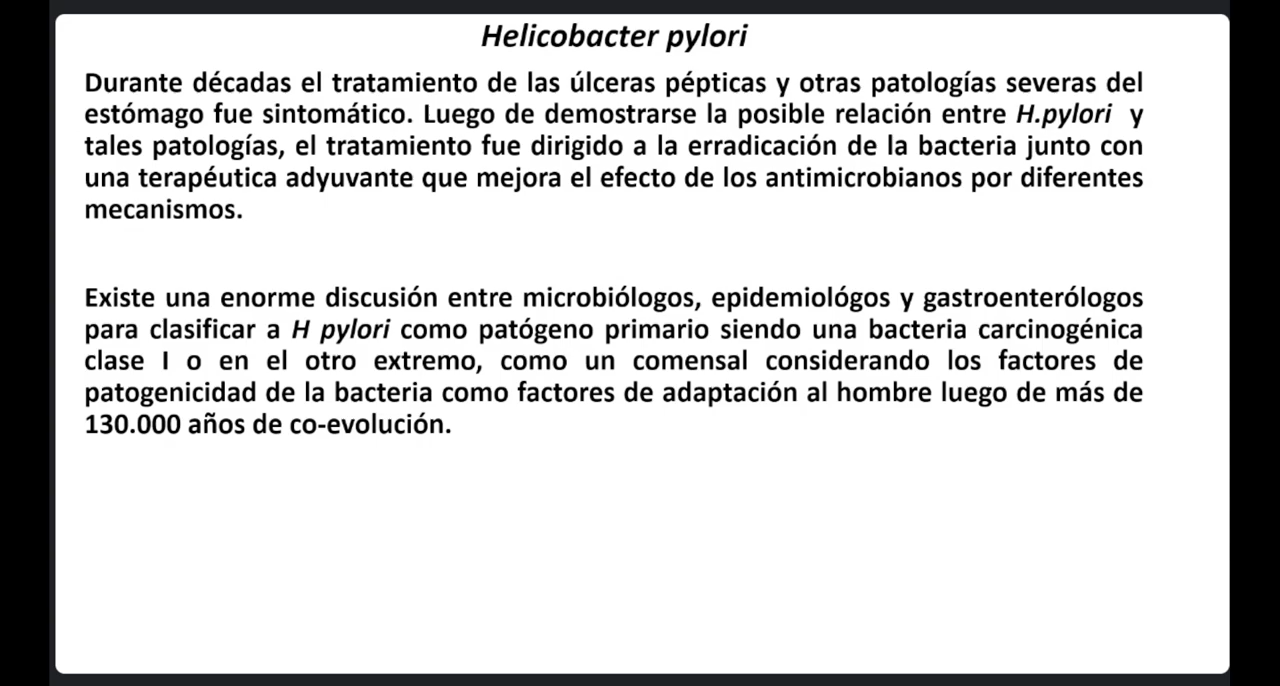 Helicobacter pylori
Durante décadas el tratamiento de las úlceras pépticas y otras patologías severas del
estómago fue sintomático. Luego de demostrarse la posible relación entre H.pylori y
tales patologías, el tratamiento fue dirigido a la erradicación de la bacteria junto con
una terapéutica adyuvante que mejora el efecto de los antimicrobianos por diferentes
mecanismos.
Existe una enorme discusión entre microbiólogos, epidemiológos y gastroenterólogos
para clasificar a H pylori como patógeno primario siendo una bacteria carcinogénica
clase I o en el otro extremo, como un comensal considerando los factores de
patogenicidad de la bacteria como factores de adaptación al hombre luego de más de
130.000 años de co-evolución.